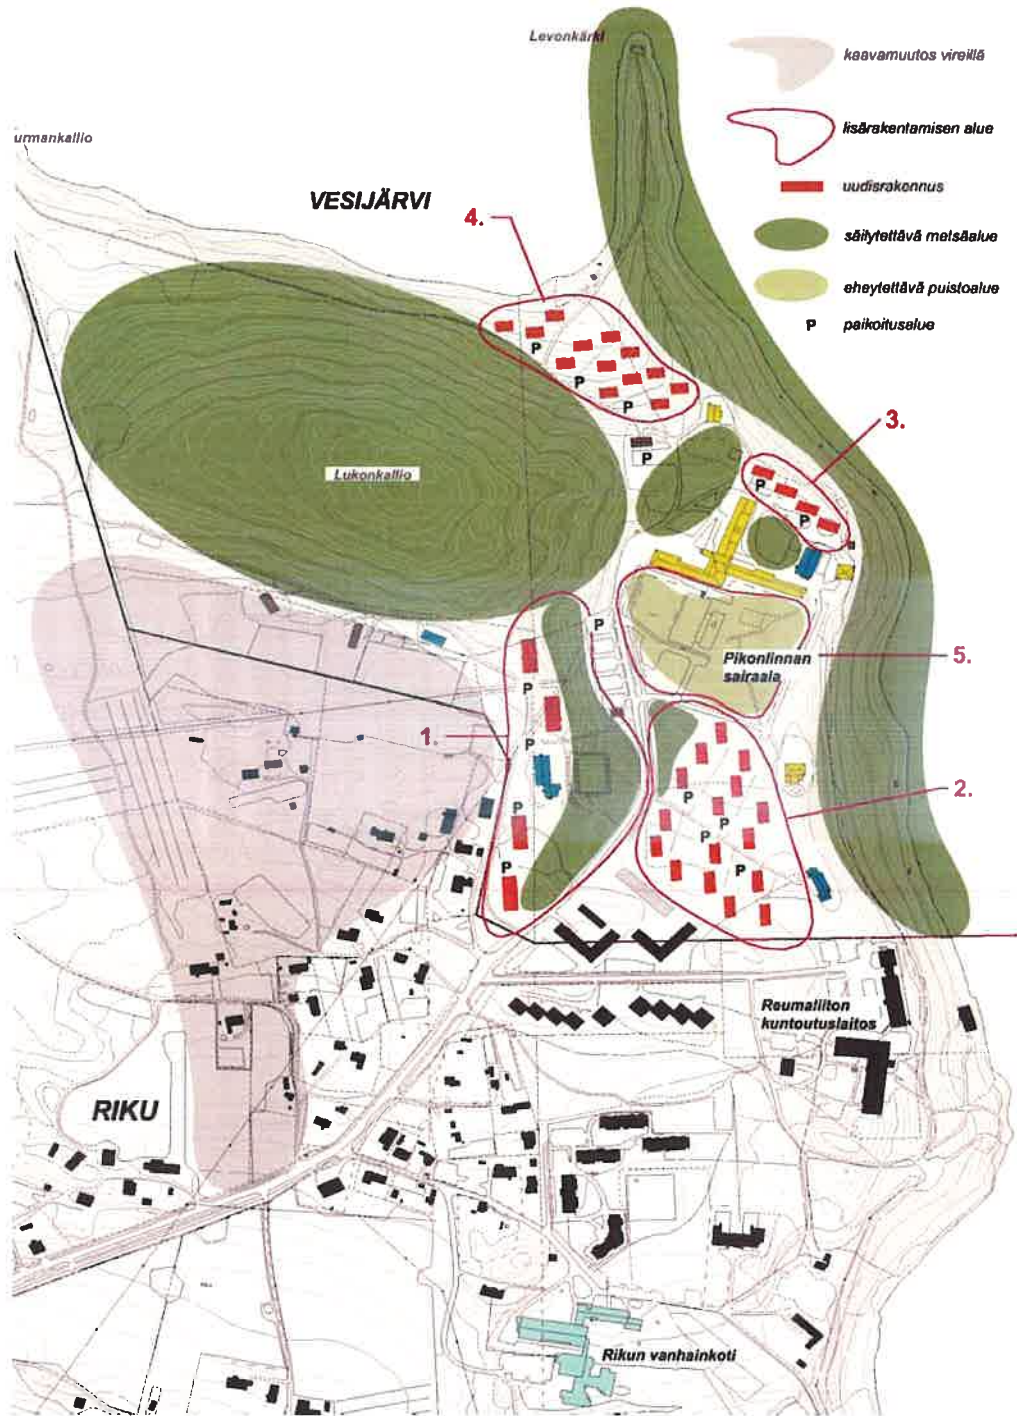 Levonkärki
kaavamuutos vireillä
lisärakentamisen alue
uudisrakennus
säilytettävä metsäalue
eheytettävä puistoalue
P paikoitusalue
urmankallio
VESIJÄRVI
4.
P
P
P
3.
P
P
P
Lukonkallio
P
Pikonlinnan
sairaala
5.
P
P
1.
2.
P
P
P
P
P
P
Reumaliiton
kuntoutuslaitos
RIKU
Rikun vanhainkoti